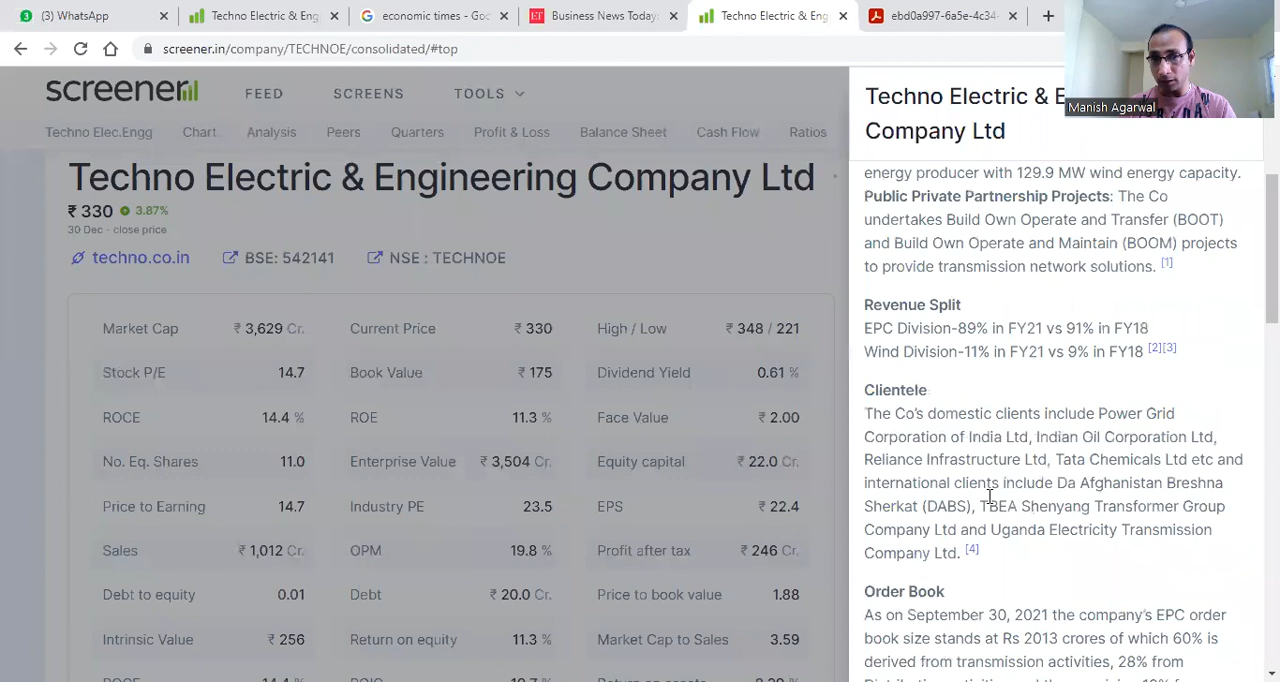 (3) WhatsApp
Techno Electric & Eng
economic times - Goo
Business News Today:
Techno Electric & Eng
ebd0a997-6a5e-4c34-
screener.in/company/TECHNOE/consolidated/#top
Manish Agarwal
screener
FEED SCREENS TOOLS
Techno Elec.Engg Chart Analysis Peers Quarters Profit & Loss Balance Sheet Cash Flow Ratios
Techno Electric & Engineering Company Ltd
₹ 330 3.87%
30 Dec - close price
techno.co.in BSE: 542141 NSE : TECHNOE
Market Cap ₹ 3,629 Cr. Current Price ₹ 330 High / Low ₹ 348 / 221
Stock P/E 14.7 Book Value ₹ 175 Dividend Yield 0.61 %
ROCE 14.4 % ROE 11.3 % Face Value ₹ 2.00
No. Eq. Shares 11.0 Enterprise Value ₹ 3,504 Cr. Equity capital ₹ 22.0 Cr.
Price to Earning 14.7 Industry PE 23.5 EPS ₹ 22.4
Sales ₹ 1,012 Cr. OPM 19.8 % Profit after tax ₹ 246 Cr.
Debt to equity 0.01 Debt ₹ 20.0 Cr. Price to book value 1.88
Intrinsic Value ₹ 256 Return on equity 11.3 % Market Cap to Sales 3.59
Techno Electric & E
Company Ltd
energy producer with 129.9 MW wind energy capacity.
Public Private Partnership Projects: The Co
undertakes Build Own Operate and Transfer (BOOT)
and Build Own Operate and Maintain (BOOM) projects
to provide transmission network solutions. [1]
Revenue Split
EPC Division-89% in FY21 vs 91% in FY18
Wind Division-11% in FY21 vs 9% in FY18 [2][3]
Clientele
The Co's domestic clients include Power Grid
Corporation of India Ltd, Indian Oil Corporation Ltd,
Reliance Infrastructure Ltd, Tata Chemicals Ltd etc and
international clients include Da Afghanistan Breshna
Sherkat (DABS), TBEA Shenyang Transformer Group
Company Ltd and Uganda Electricity Transmission
Company Ltd. [4]
Order Book
As on September 30, 2021 the company's EPC order
book size stands at Rs 2013 crores of which 60% is
derived from transmission activities, 28% from